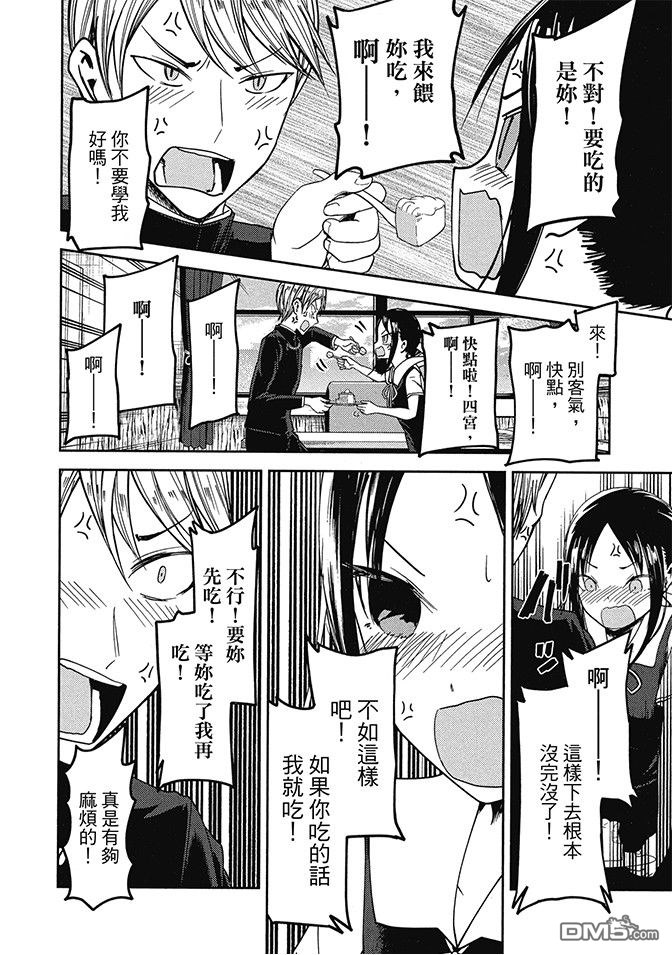 不對！要吃的
是妳！
我來餵
妳吃，
啊——！
你不要學我
好嗎！
來！
別客氣，
快點，
啊——！
快點啦！四宮，
啊——！
啊——！
啊——！
啊——！
啊——！
這樣下去根本
沒完沒了！
不如這樣
吧！
如果你吃的話
我就吃！
不行！要妳
先吃！
等妳吃了我再
吃！
真是有夠
麻煩的！
DM5.com